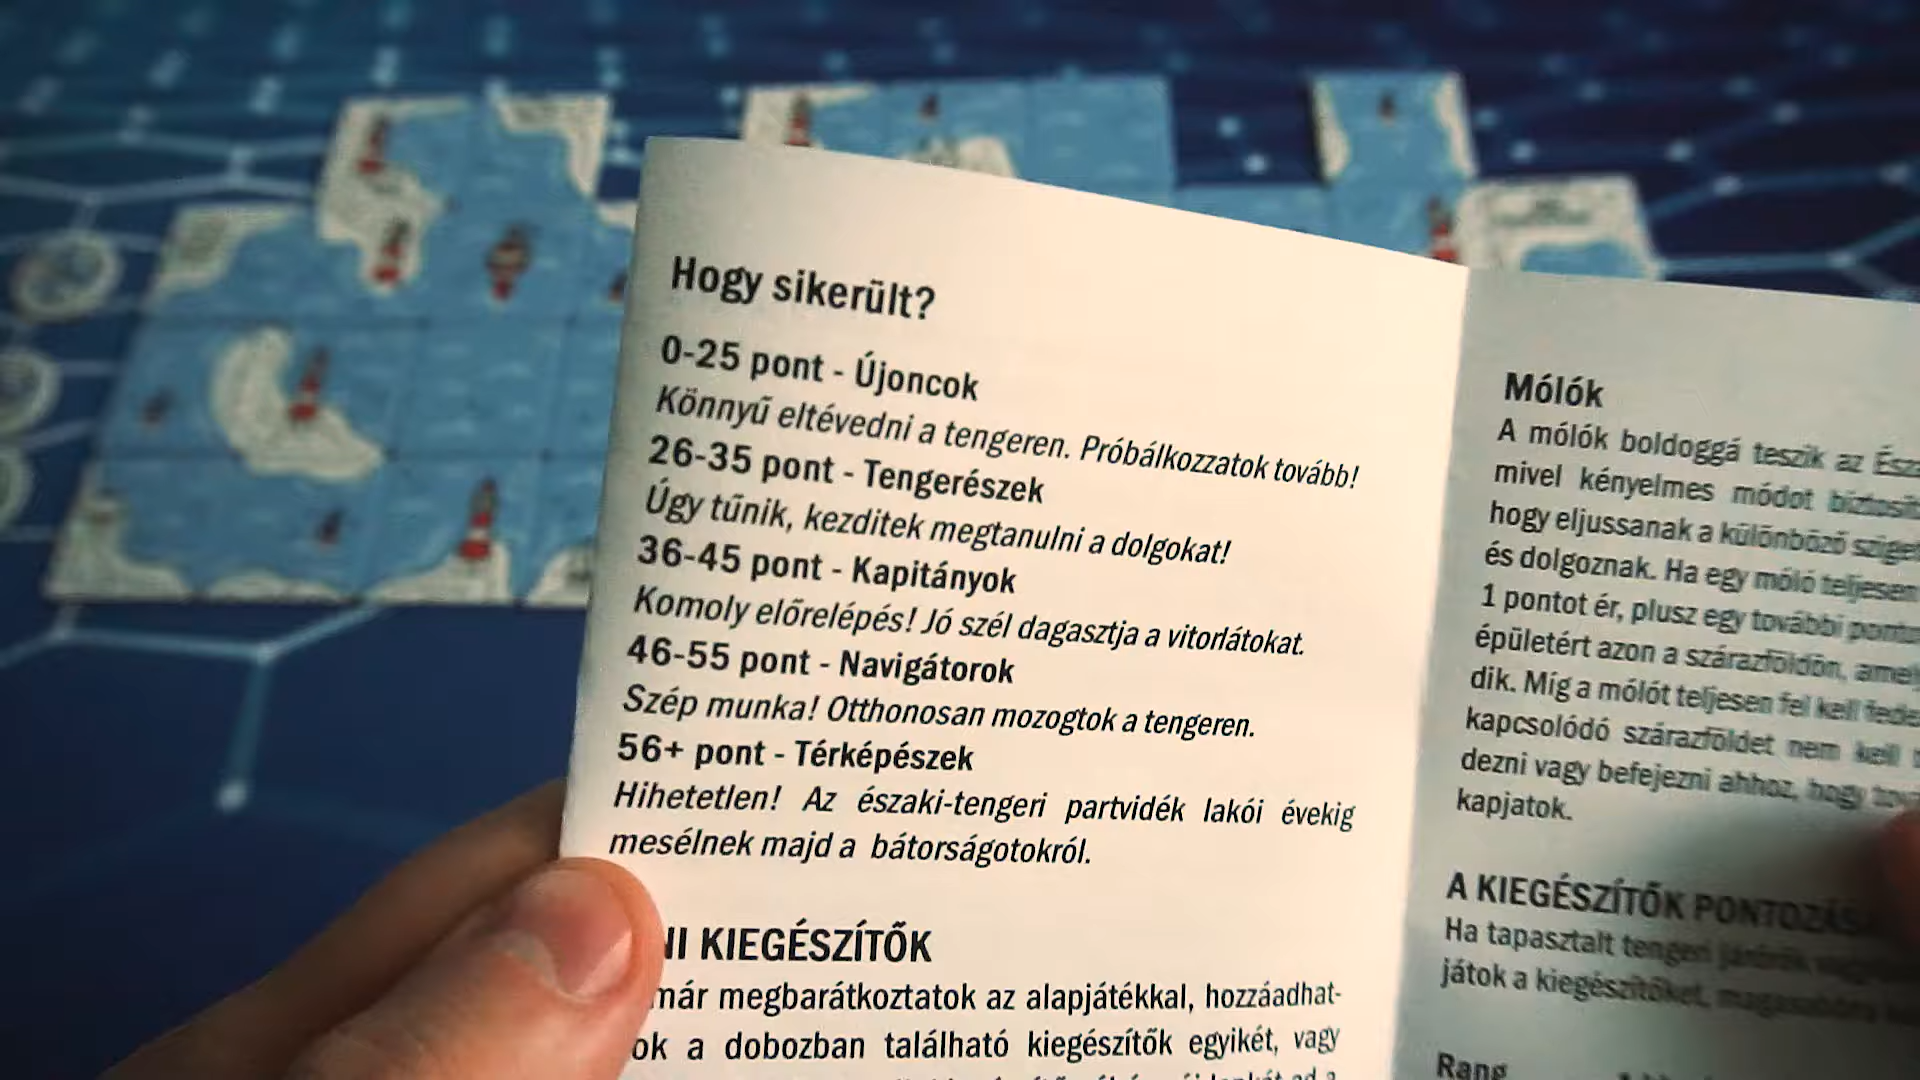 Hogy sikerült?
0-25 pont - Újoncok
Könnyű eltévedni a tengeren. Próbálkozzatok tovább!
26-35 pont - Tengerészek
Úgy tűnik, kezditek megtanulni a dolgokat!
36-45 pont - Kapitányok
Komoly előrelépés! Jó szél dagasztja a vitorlátokat.
46-55 pont - Navigátorok
Szép munka! Otthonosan mozogtok a tengeren.
56+ pont - Térképészek
Hihetetlen! Az északi-tengeri partvidék lakói évekig
mesélnek majd a bátorságotokról.
KIEGÉSZÍTŐK
már megbarátkoztatok az alapjátékkal, hozzáadhat-
ok a dobozban található kiegészítők egyikét, vagy
Mólók
A mólók boldoggá teszik az
mivel kényelmes módot
hogy eljussanak a különböző
és dolgoznak. Ha egy móló teljesen
1 pontot ér, plusz egy további
épületért azon a szárazföldön,
dik. Míg a mólót teljesen fel kell
kapcsolódó szárazföldet nem kell
dezni vagy befejezni ahhoz, hogy
kapjatok.
A KIEGÉSZÍTŐK
Ha tapasztalt tengeri
játok a kiegészítőket,
Rang